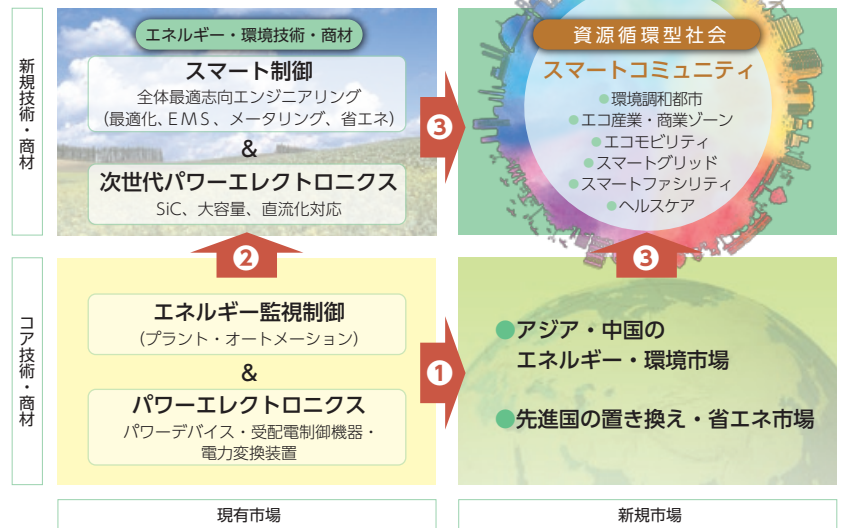 新規技術・商材
エネルギー・環境技術・商材
スマート制御
全体最適志向エンジニアリング
(最適化、EMS、メータリング、省エネ)
&
次世代パワーエレクトロニクス
SiC、大容量、直流化対応
❸
資源循環型社会
スマートコミュニティ
●環境調和都市
●エコ産業・商業ゾーン
●エコモビリティ
●スマートグリッド
●スマートファシリティ
●ヘルスケア
❷
❸
コア技術・商材
エネルギー監視制御
(プラント・オートメーション)
&
パワーエレクトロニクス
パワーデバイス・受配電制御機器・
電力変換装置
❶
●アジア・中国の
エネルギー・環境市場
●先進国の置き換え・省エネ市場
現有市場
新規市場